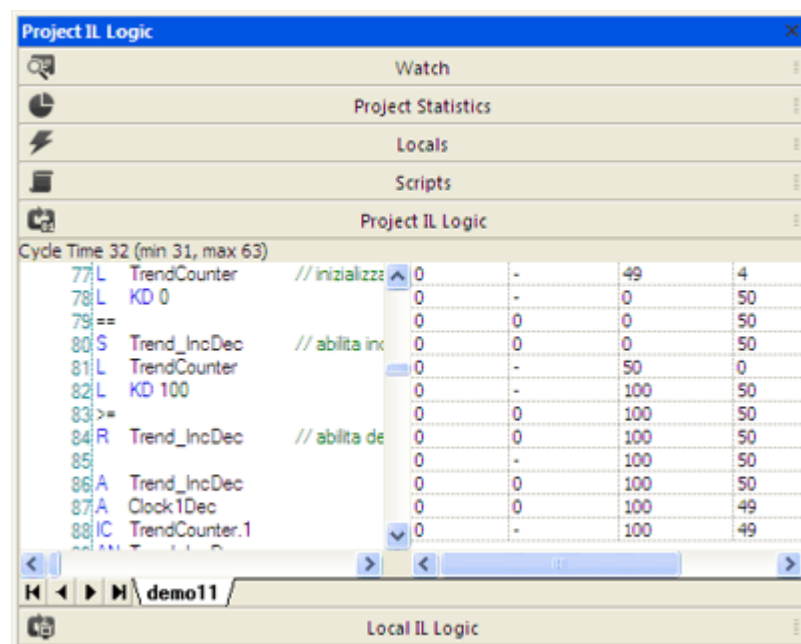 Project IL Logic
Watch
Project Statistics
Locals
Scripts
Project IL Logic
Cycle Time 32 (min 31, max 63)
77 L TrendCounter // inizializza 0 - 49 4
78 L KD 0 0 - 0 50
79 == 0 0 0 50
80 S Trend_IncDec // abilita inc 0 0 0 50
81 L TrendCounter 0 - 50 0
82 L KD 100 0 - 100 50
83 >= 0 0 100 50
84 R Trend_IncDec // abilita de 0 0 100 50
85 0 - 100 50
86 A Trend_IncDec 0 0 100 50
87 A Clock1Dec 0 0 100 49
88 IC TrendCounter.1 0 - 100 49
demo11
Local IL Logic